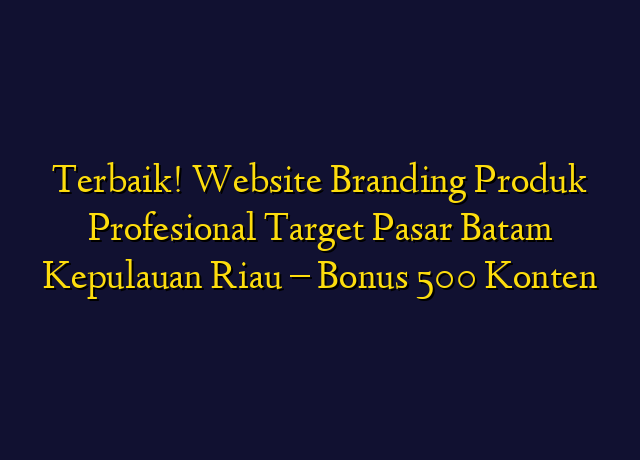 Terbaik! Website Branding Produk
Profesional Target Pasar Batam
Kepulauan Riau – Bonus 500 Konten